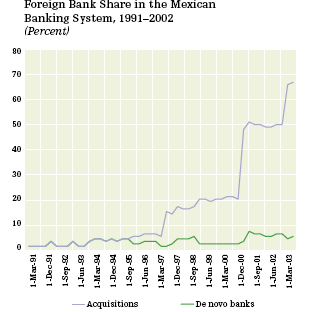 Foreign Bank Share in the Mexican
Banking System, 1991–2002
(Percent)
80
70
60
50
40
30
20
10
0
1-Mar-91
1-Dec-91
1-Sep-92
1-Jun-93
1-Mar-94
1-Dec-94
1-Sep-95
1-Jun-96
1-Mar-97
1-Dec-97
1-Sep-98
1-Jun-99
1-Mar-00
1-Dec-00
1-Sep-01
1-Jun-02
1-Mar-03
Acquisitions De novo banks